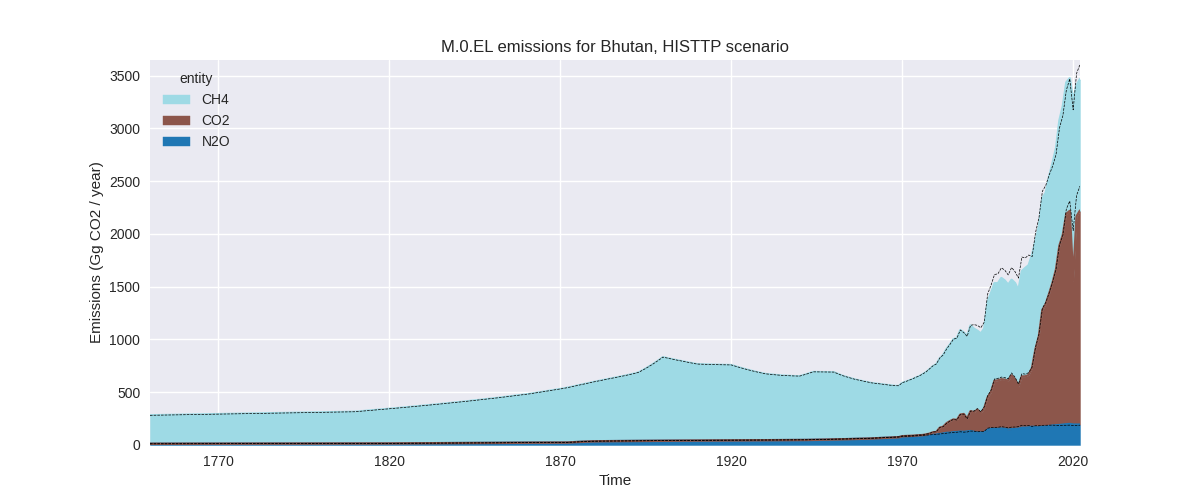 M.0.EL emissions for Bhutan, HISTTP scenario
entity
CH4
CO2
N2O
Emissions (Gg CO2 / year)
3500
3000
2500
2000
1500
1000
500
0
1770
1820
1870
1920
1970
2020
Time